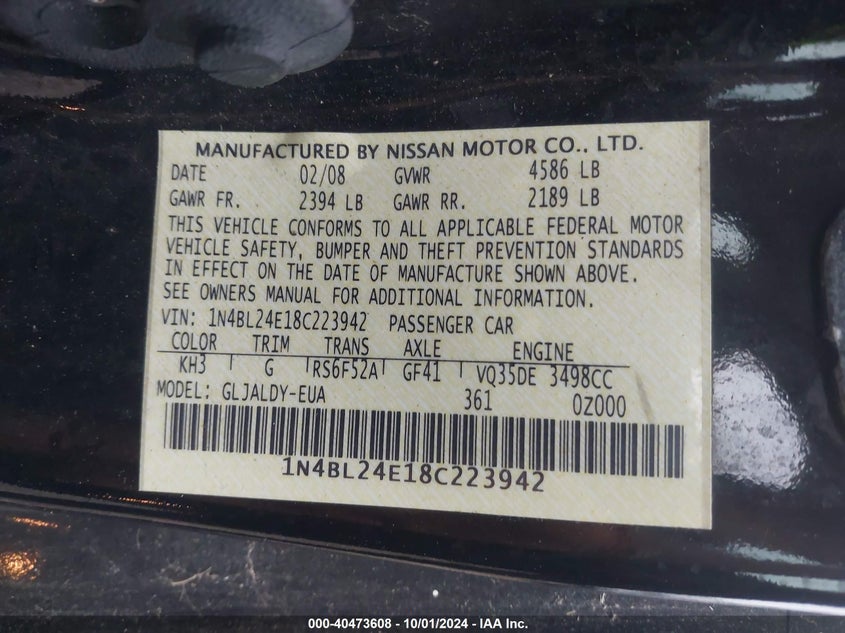 MANUFACTURED BY NISSAN MOTOR CO., LTD.
DATE 02/08 GVWR 4586 LB
GAWR FR. 2394 LB GAWR RR. 2189 LB
THIS VEHICLE CONFORMS TO ALL APPLICABLE FEDERAL MOTOR
VEHICLE SAFETY, BUMPER AND THEFT PREVENTION STANDARDS
IN EFFECT ON THE DATE OF MANUFACTURE SHOWN ABOVE.
SEE OWNERS MANUAL FOR ADDITIONAL INFORMATION.
VIN: 1N4BL24E18C223942 PASSENGER CAR
COLOR TRIM TRANS AXLE ENGINE
KH3 G RS6F52A GF41 VQ35DE 3498CC
MODEL: GLJALDY-EUA 361 0Z000
1N4BL24E18C223942
000-40473608 - 10/01/2024 - IAA Inc.